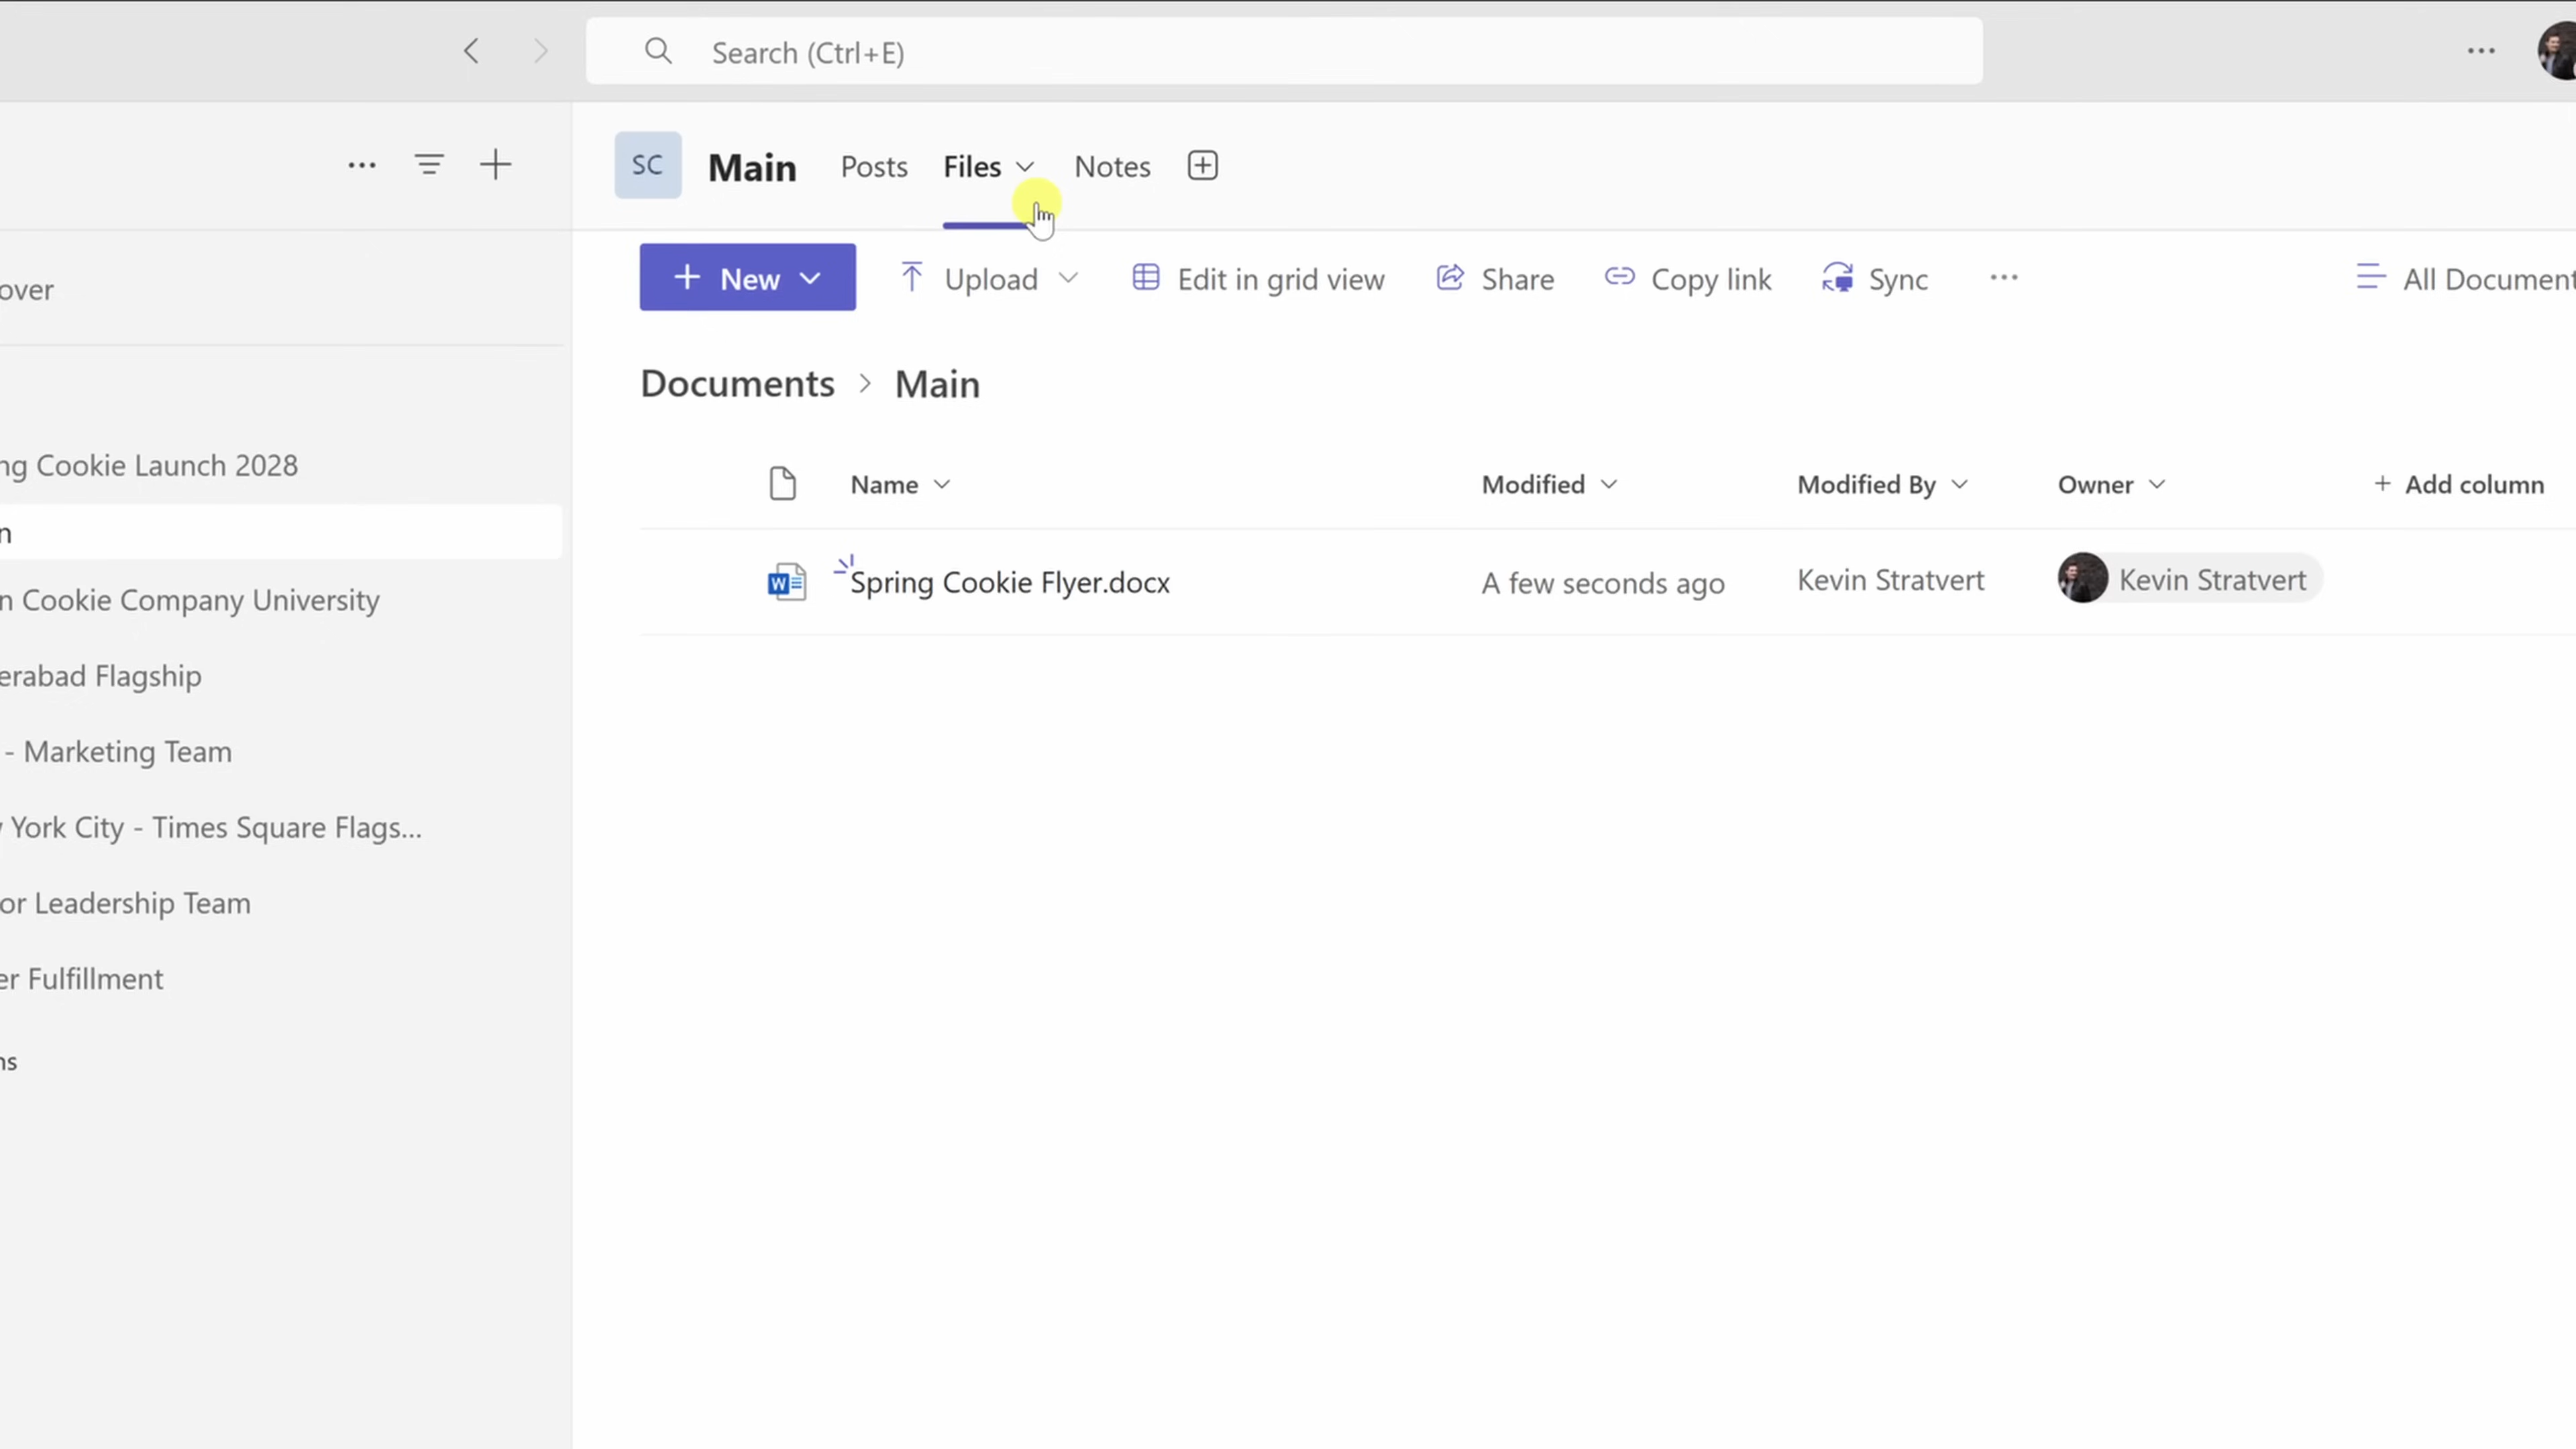 Search (Ctrl+E)
SC Main Posts Files Notes
New Upload Edit in grid view Share Copy link Sync All Document
over
Documents > Main
ng Cookie Launch 2028
n
n Cookie Company University
erabad Flagship
- Marketing Team
York City - Times Square Flags...
or Leadership Team
er Fulfillment
ns
Name Modified Modified By Owner + Add column
Spring Cookie Flyer.docx A few seconds ago Kevin Stratvert Kevin Stratvert